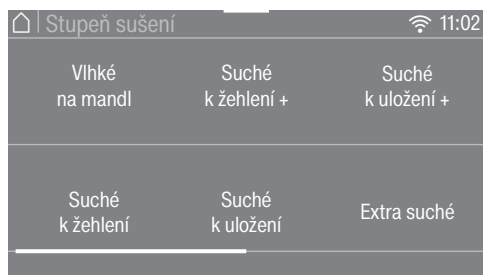 Stupeň sušení
11:02
Vlhké
na mandl
Suché
k žehlení +
Suché
k uložení +
Suché
k žehlení
Suché
k uložení
Extra suché